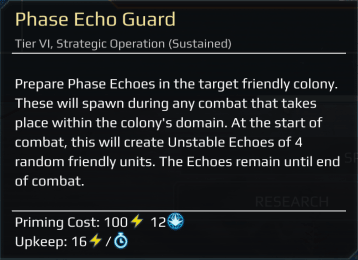 Phase Echo Guard
Tier VI, Strategic Operation (Sustained)
Prepare Phase Echoes in the target friendly colony.
These will spawn during any combat that takes
place within the colony's domain. At the start of
combat, this will create Unstable Echoes of 4
random friendly units. The Echoes remain until end
of combat.
RESEARCH
Priming Cost: 100 12
Upkeep: 16 /